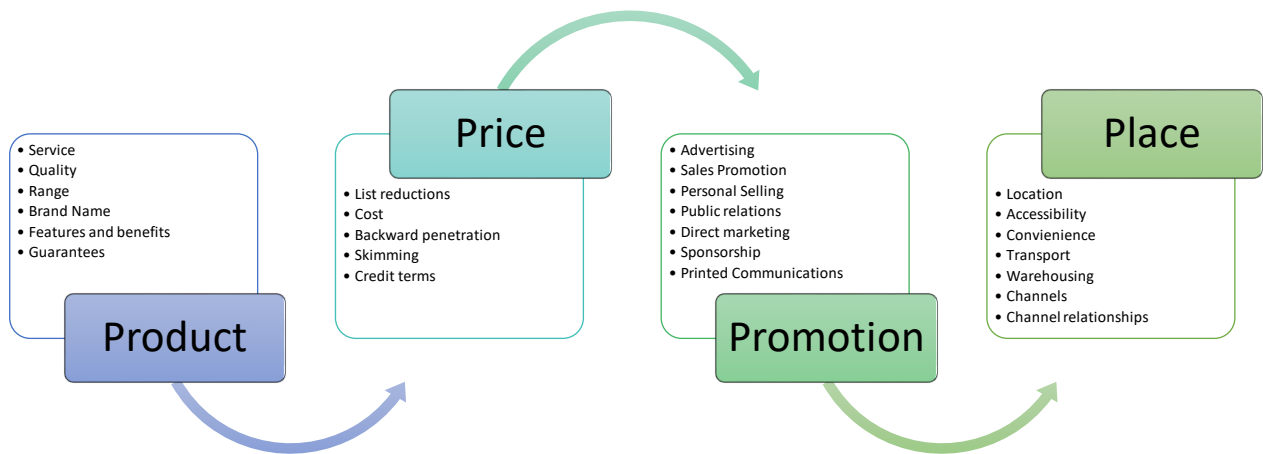 • Service
• Quality
• Range
• Brand Name
• Features and benefits
• Guarantees
Product
Price
• List reductions
• Cost
• Backward penetration
• Skimming
• Credit terms
• Advertising
• Sales Promotion
• Personal Selling
• Public relations
• Direct marketing
• Sponsorship
• Printed Communications
Promotion
Place
• Location
• Accessibility
• Convienience
• Transport
• Warehousing
• Channels
• Channel relationships